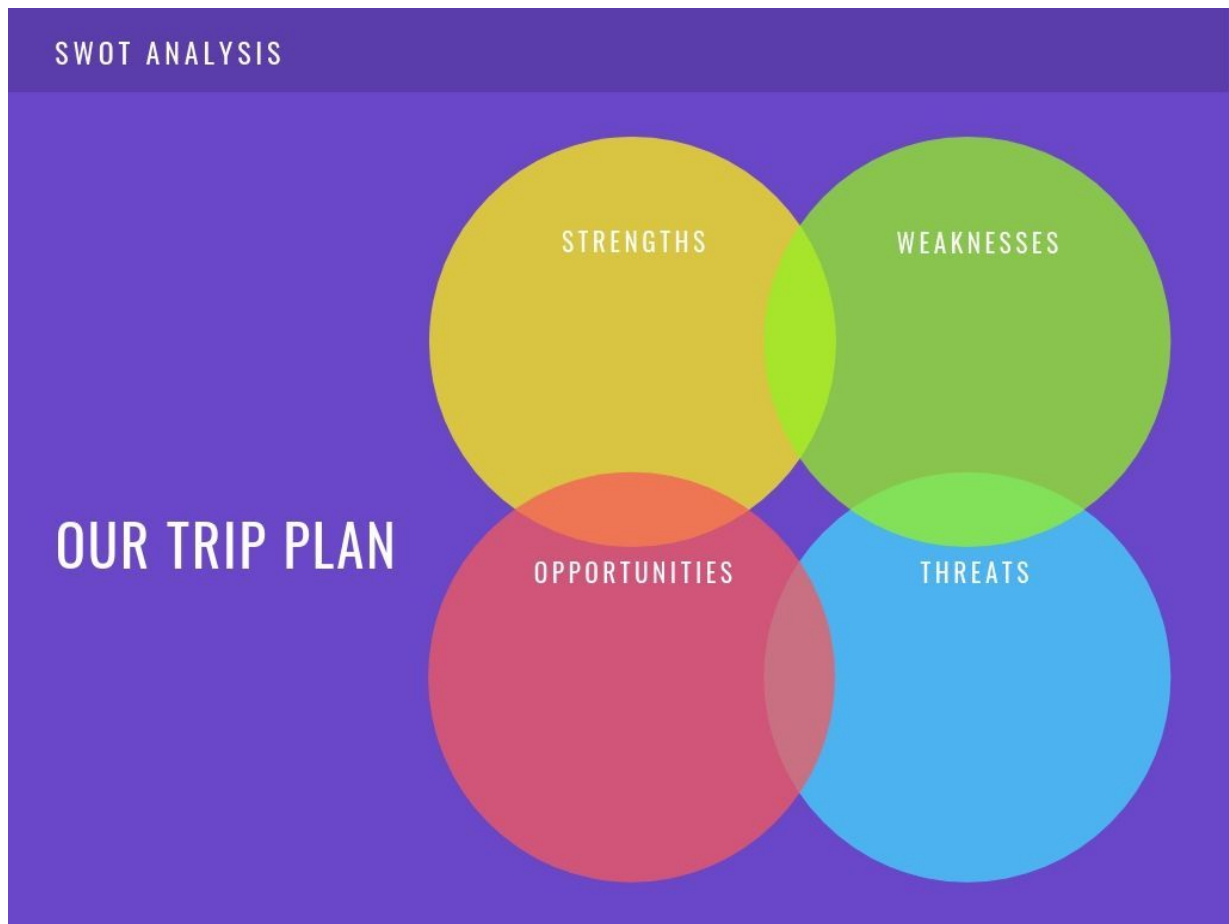 SWOT ANALYSIS
STRENGTHS
WEAKNESSES
OUR TRIP PLAN
OPPORTUNITIES
THREATS